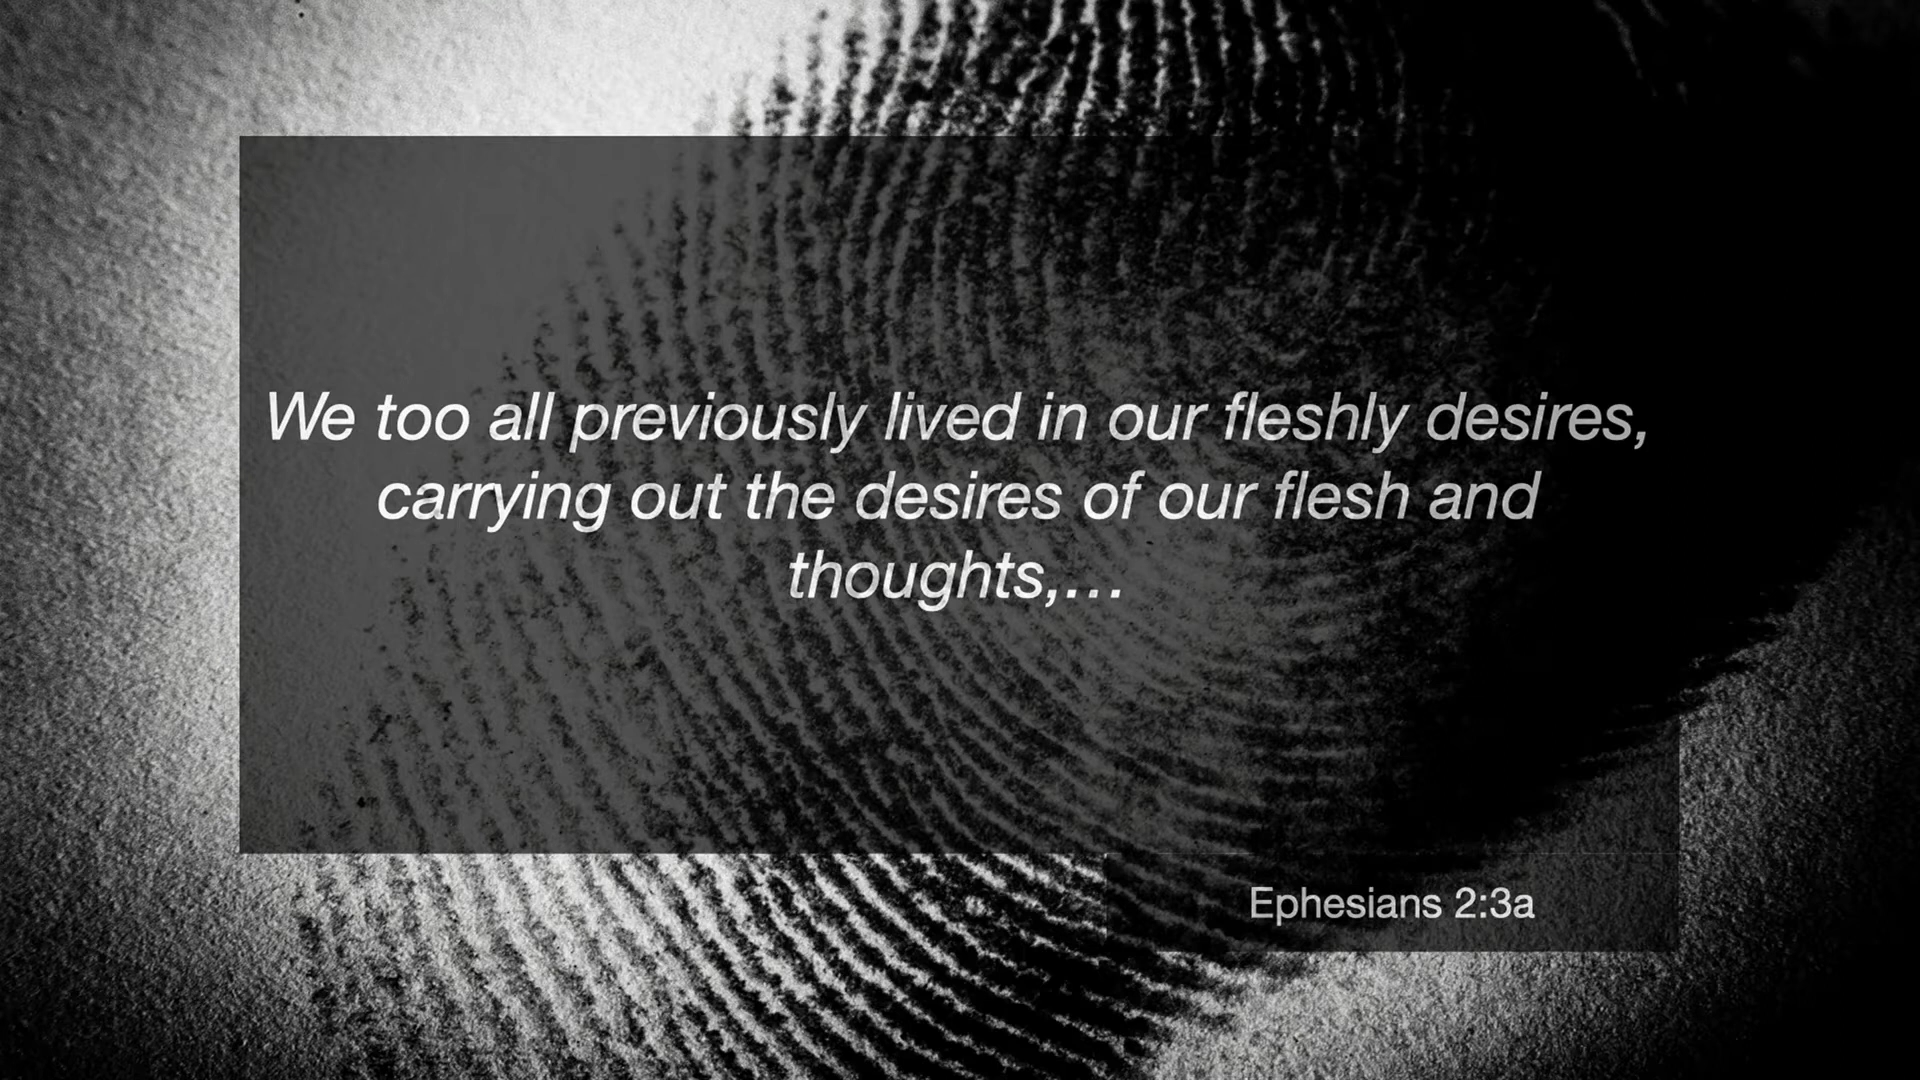 We too all previously lived in our fleshly desires,
carrying out the desires of our flesh and
thoughts,…
Ephesians 2:3a